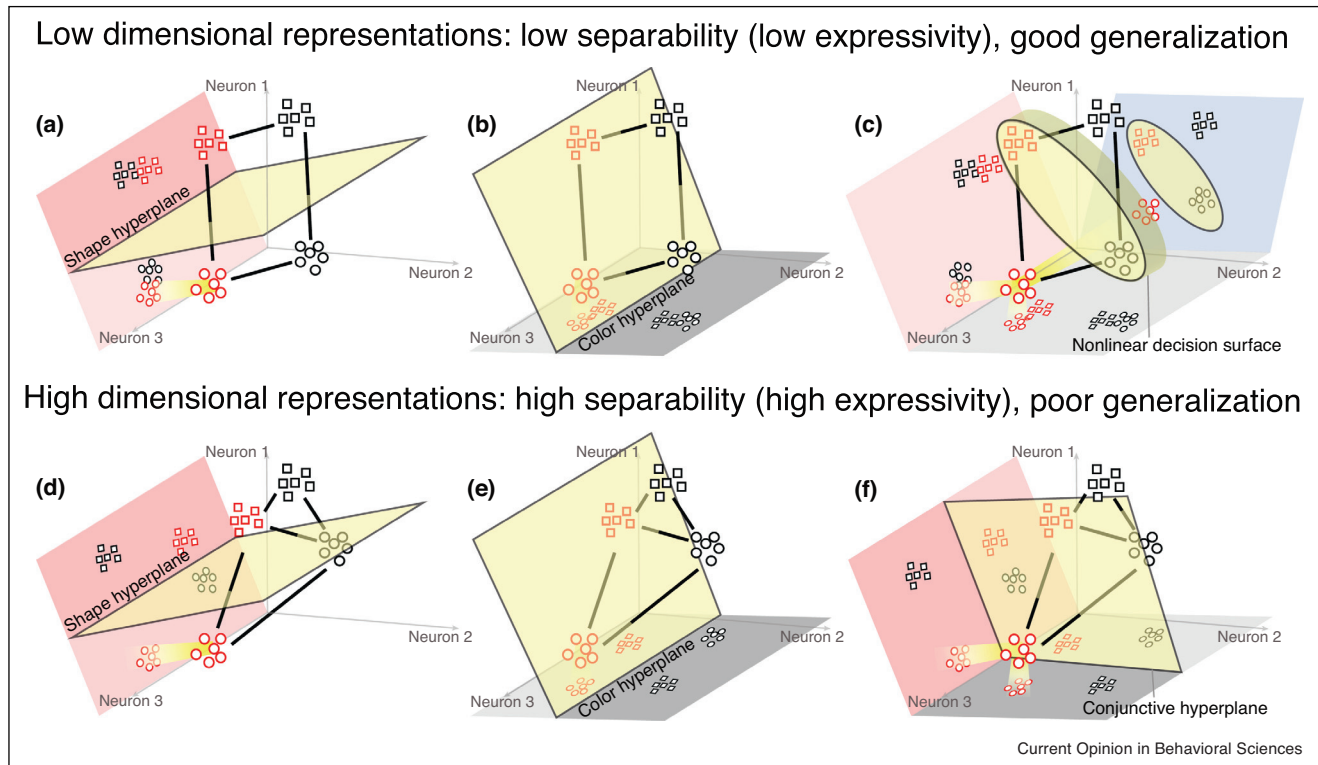 Low dimensional representations: low separability (low expressivity), good generalization
(a)
Neuron 1
Shape hyperplane
Neuron 2
Neuron 3
(b)
Neuron 1
Neuron 2
Neuron 3
Color hyperplane
(c)
Neuron 1
Neuron 2
Neuron 3
Nonlinear decision surface
High dimensional representations: high separability (high expressivity), poor generalization
(d)
Neuron 1
Shape hyperplane
Neuron 2
Neuron 3
(e)
Neuron 1
Neuron 2
Neuron 3
Color hyperplane
(f)
Neuron 1
Neuron 2
Neuron 3
Conjunctive hyperplane
Current Opinion in Behavioral Sciences